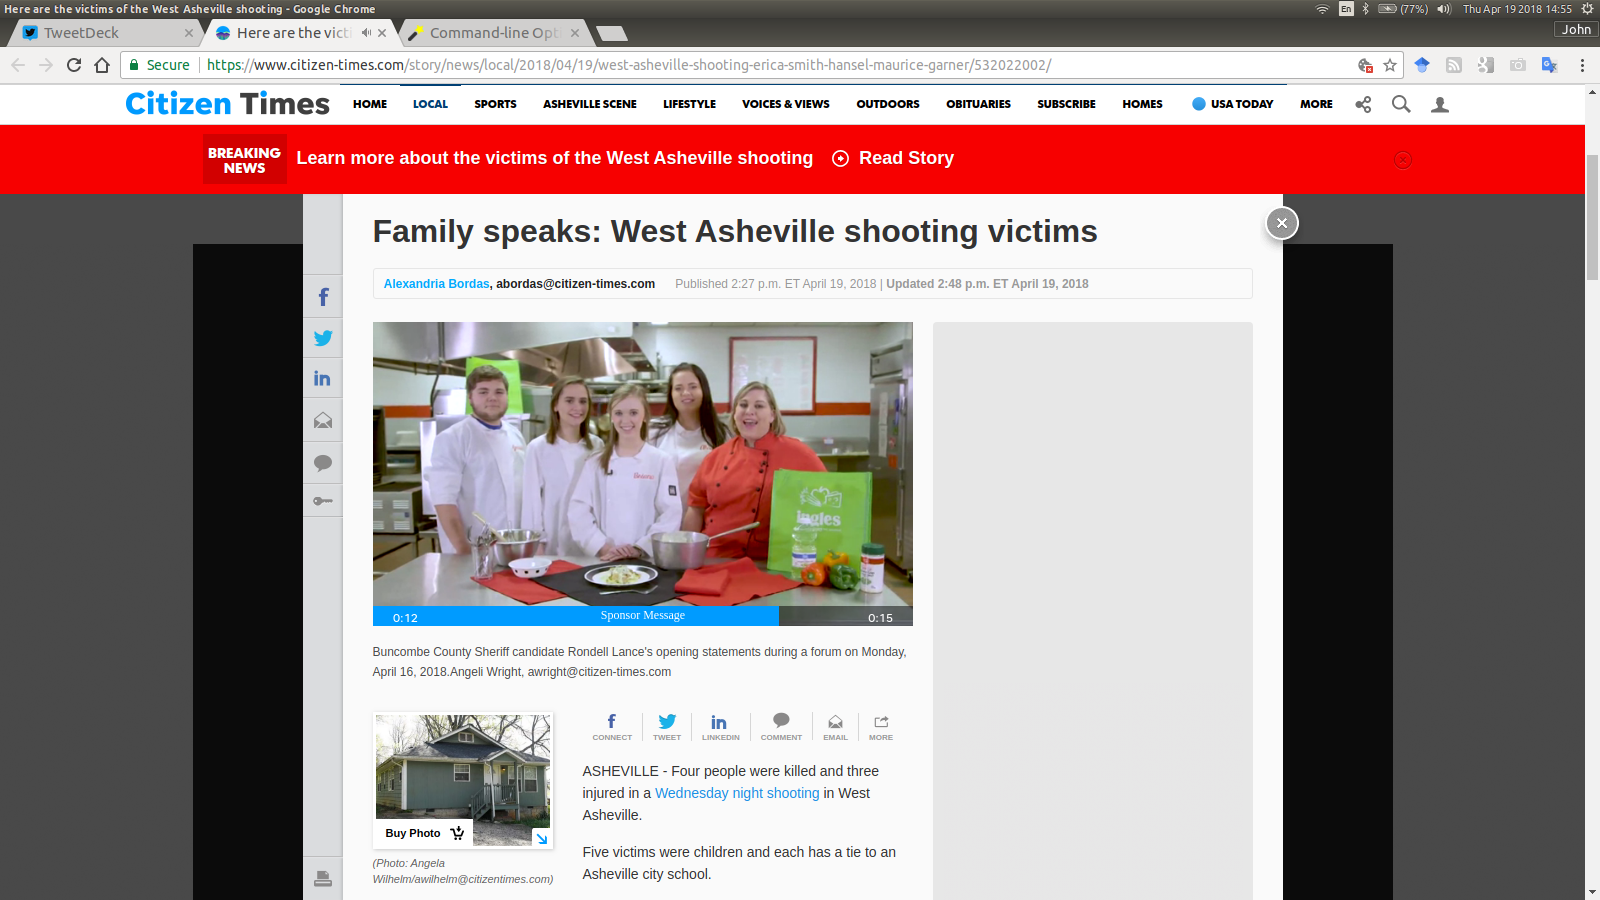 Here are the victims of the West Asheville shooting - Google Chrome
En
(77%)
Thu Apr 19 2018 14:55
TweetDeck
Here are the victi
Command-line Opt
John
Secure
https://www.citizen-times.com/story/news/local/2018/04/19/west-asheville-shooting-erica-smith-hansel-maurice-garner/532022002/
Citizen Times
HOME
LOCAL
SPORTS
ASHEVILLE SCENE
LIFESTYLE
VOICES & VIEWS
OUTDOORS
OBITUARIES
SUBSCRIBE
HOMES
USA TODAY
MORE
BREAKING
NEWS
Learn more about the victims of the West Asheville shooting
Read Story
Family speaks: West Asheville shooting victims
Alexandria Bordas, abordas@citizen-times.com
Published 2:27 p.m. ET April 19, 2018 | Updated 2:48 p.m. ET April 19, 2018
ingles
0:12
Sponsor Message
0:15
Buncombe County Sheriff candidate Rondell Lance's opening statements during a forum on Monday,
April 16, 2018.Angeli Wright, awright@citizen-times.com
Buy Photo
(Photo: Angela
Wilhelm/awilhelm@citizentimes.com)
CONNECT
TWEET
LINKEDIN
COMMENT
EMAIL
MORE
ASHEVILLE - Four people were killed and three
injured in a Wednesday night shooting in West
Asheville.
Five victims were children and each has a tie to an
Asheville city school.